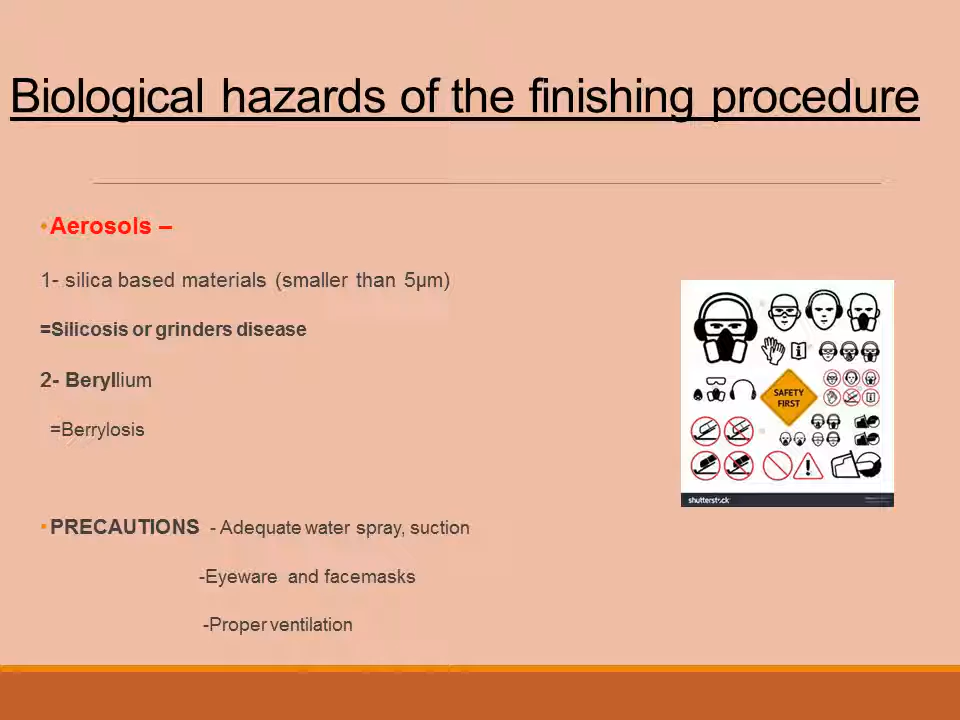 Biological hazards of the finishing procedure
•Aerosols –
1- silica based materials (smaller than 5µm)
=Silicosis or grinders disease
2- Beryllium
=Berrylosis
SAFETY
FIRST
shutterstock
▪PRECAUTIONS - Adequate water spray, suction
-Eyeware and facemasks
-Proper ventilation